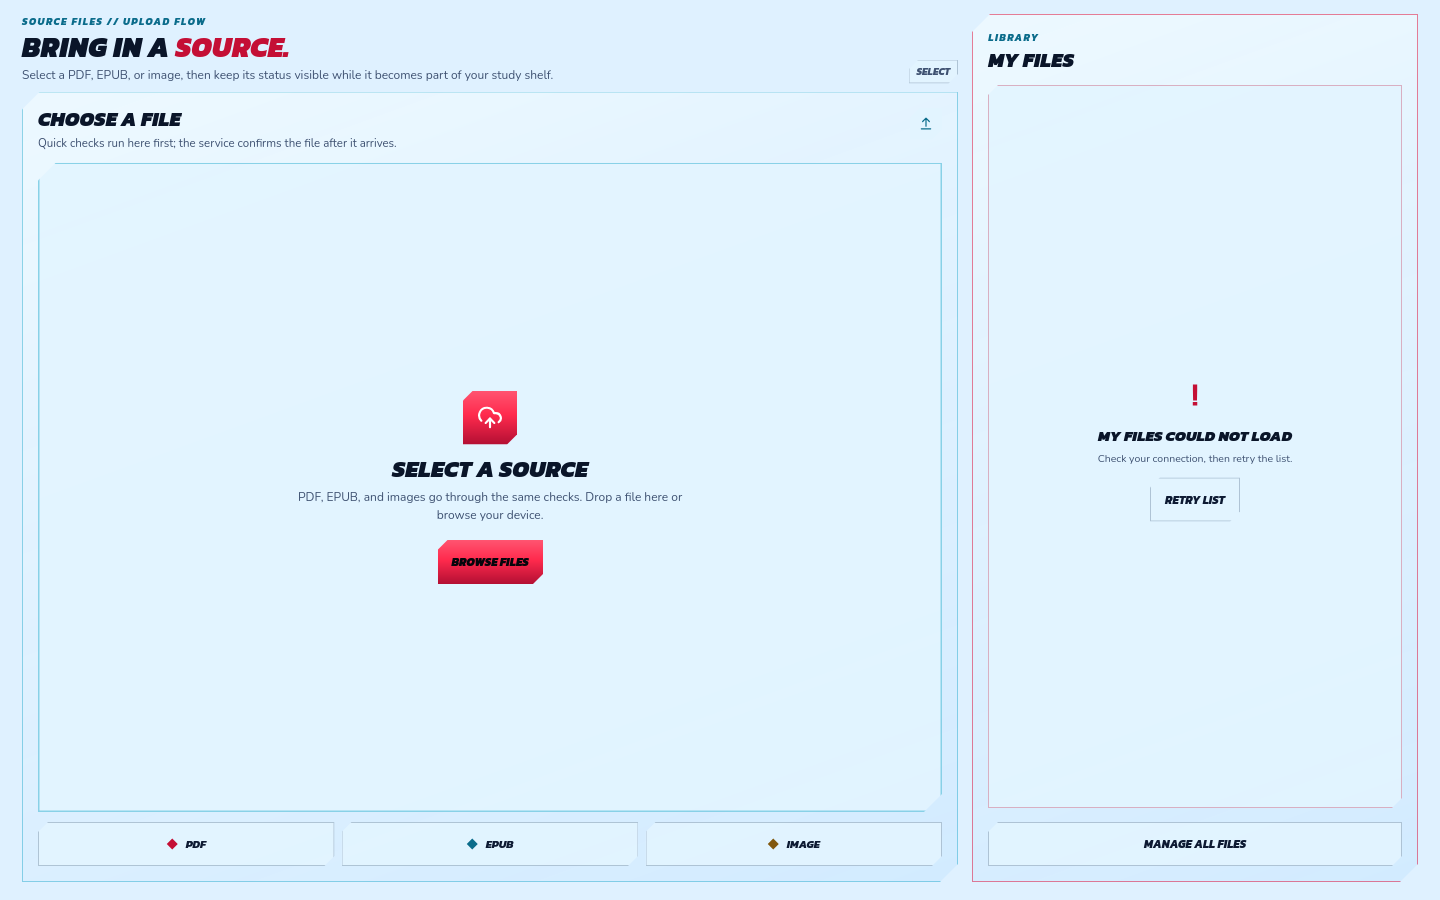 SOURCE FILES // UPLOAD FLOW
BRING IN A SOURCE.
Select a PDF, EPUB, or image, then keep its status visible while it becomes part of your study shelf.
SELECT
CHOOSE A FILE
Quick checks run here first; the service confirms the file after it arrives.
SELECT A SOURCE
PDF, EPUB, and images go through the same checks. Drop a file here or
browse your device.
BROWSE FILES
PDF
EPUB
IMAGE
LIBRARY
MY FILES
!
MY FILES COULD NOT LOAD
Check your connection, then retry the list.
RETRY LIST
MANAGE ALL FILES